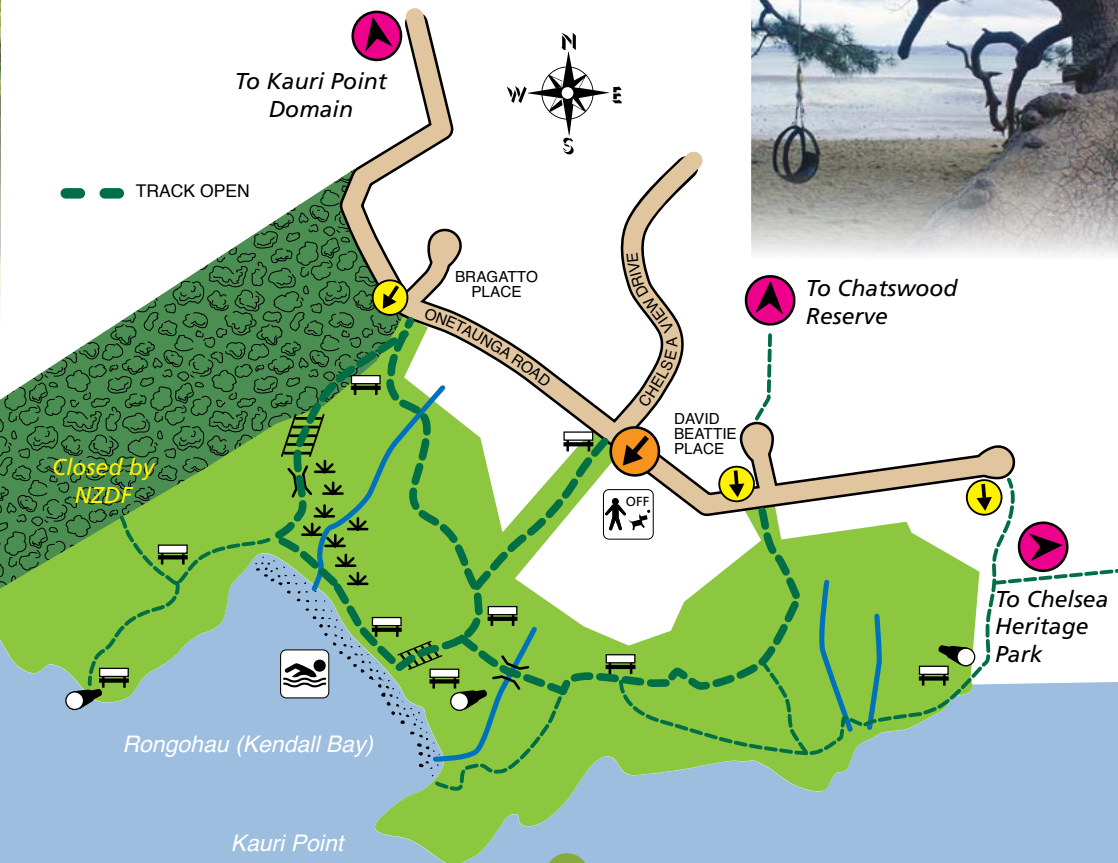 To Kauri Point
Domain
N
W
E
S
TRACK OPEN
BRAGATTO
PLACE
ONETAUNGA ROAD
CHELSEA VIEW DRIVE
To Chatswood
Reserve
DAVID
BEATTIE
PLACE
Closed by
NZDF
OFF
To Chelsea
Heritage
Park
Rongohau (Kendall Bay)
Kauri Point